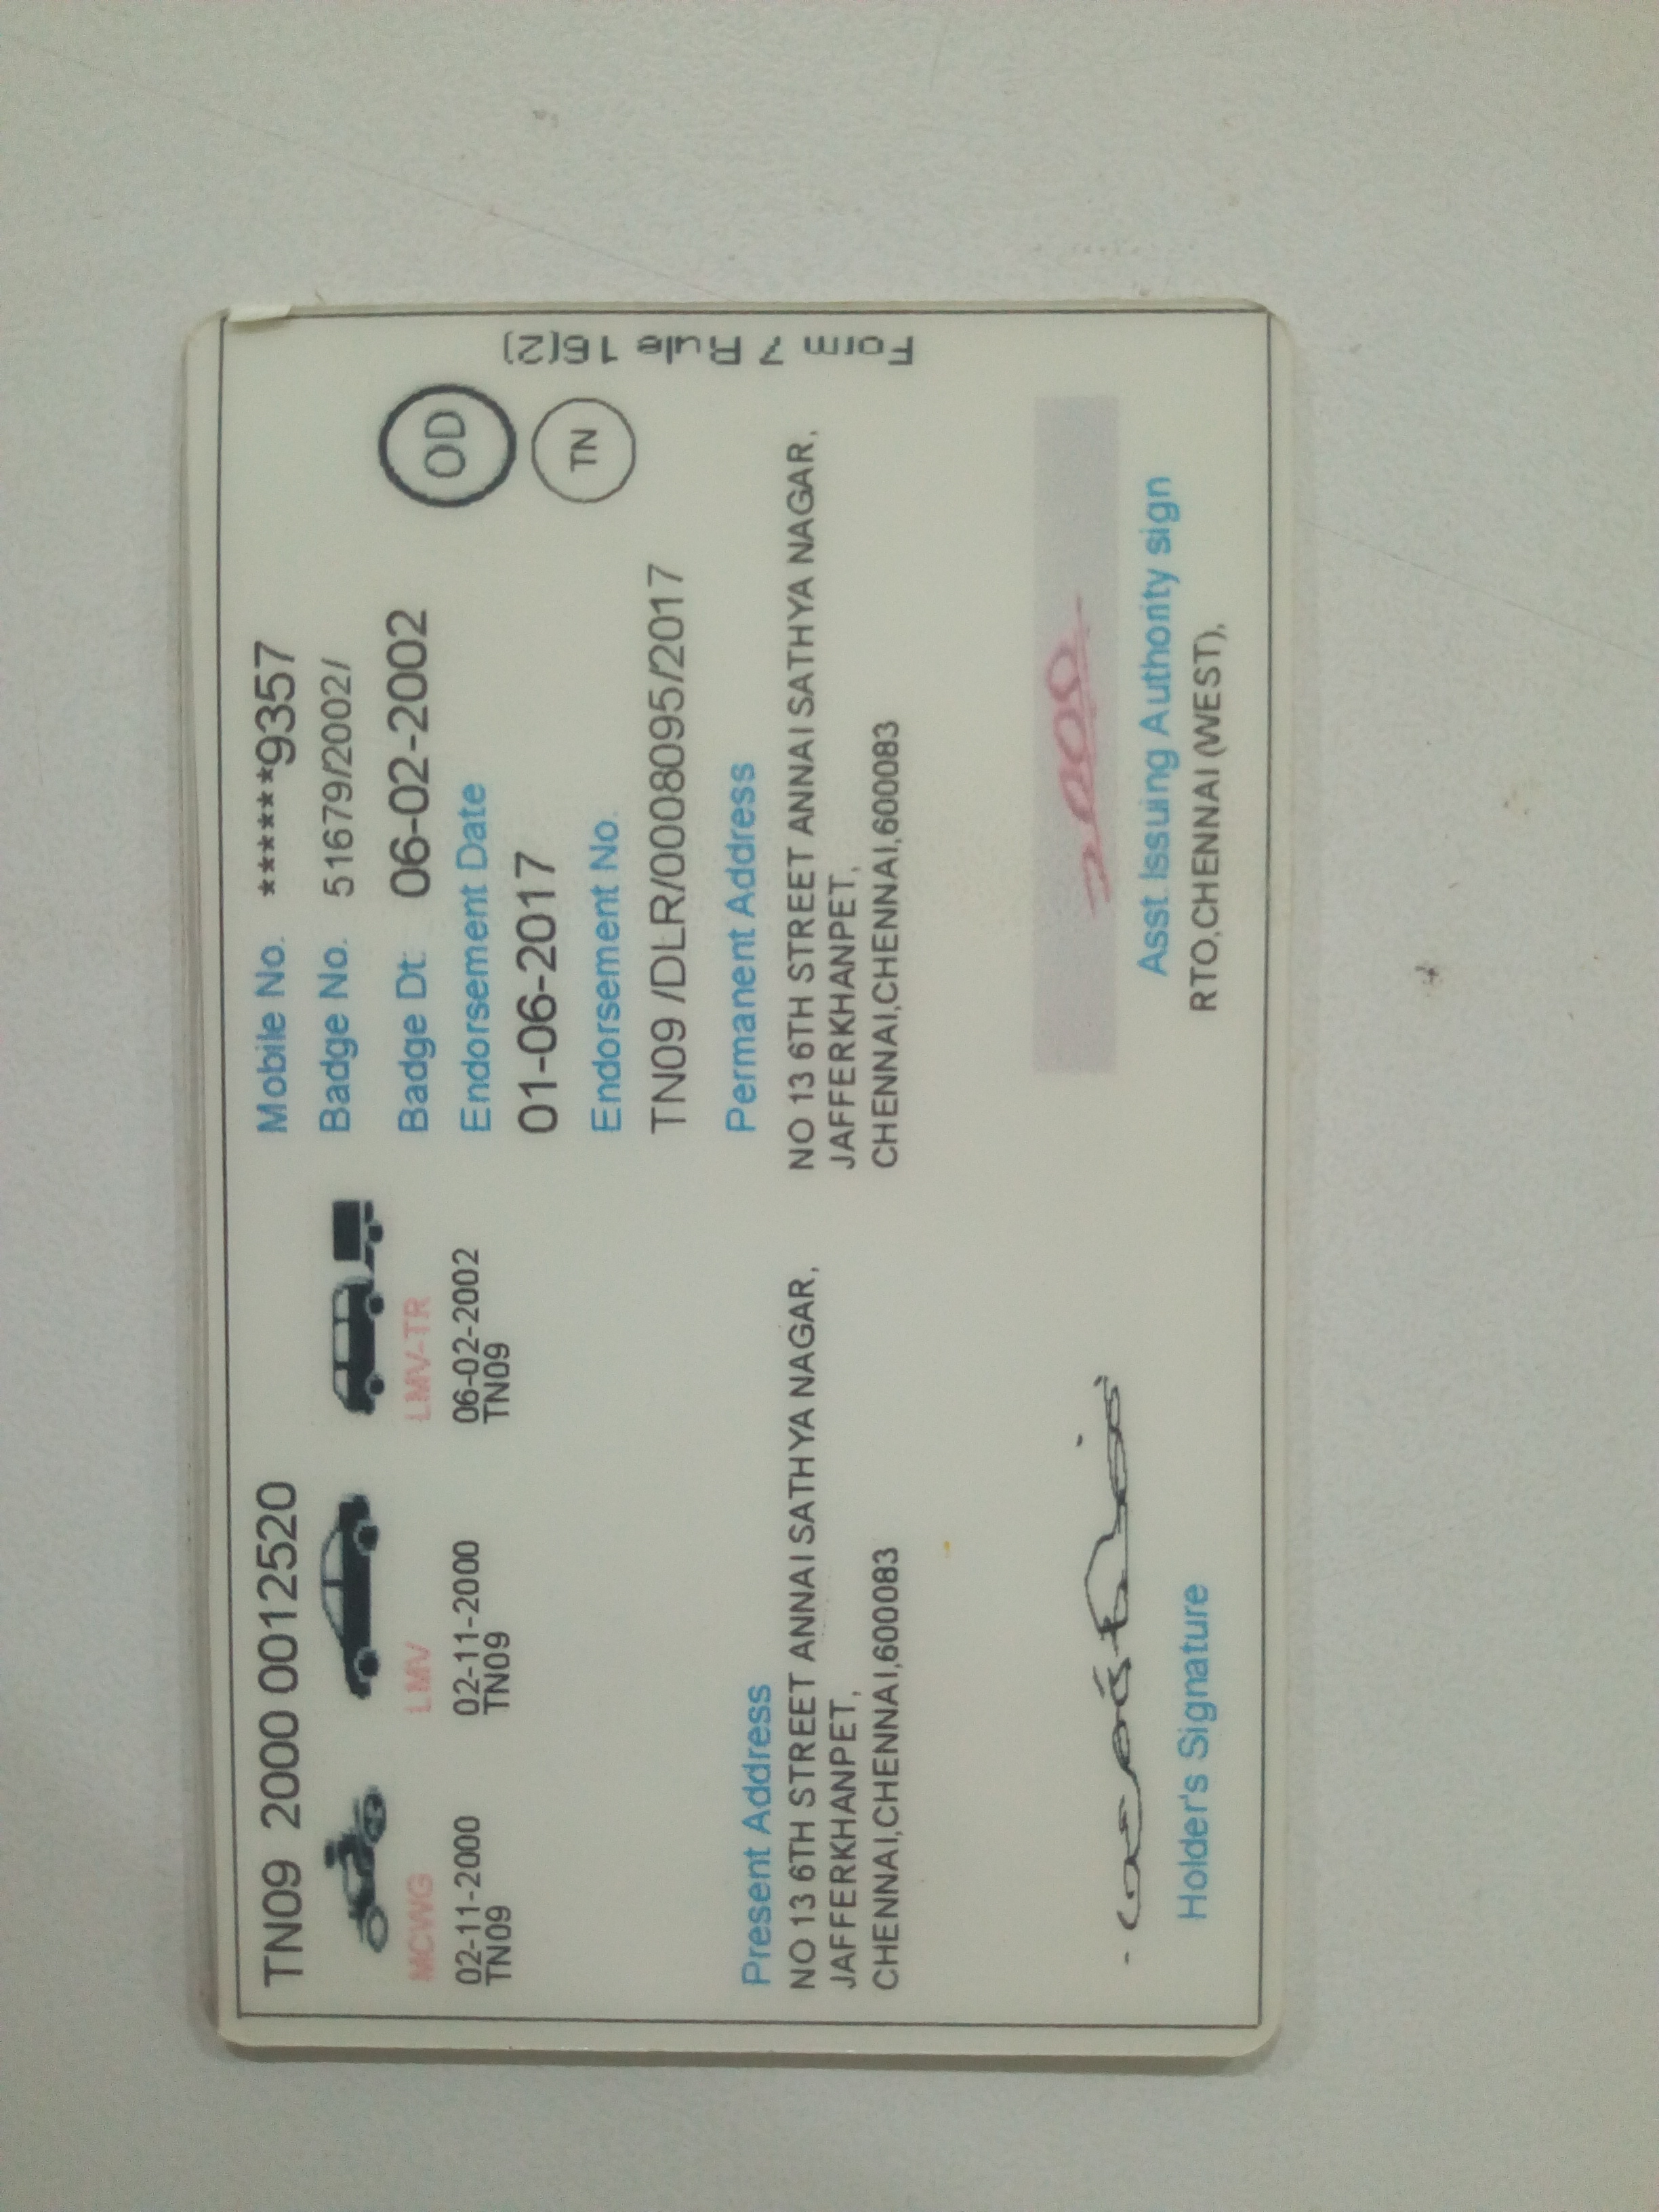 TN09 2000 0012520
MCWG
02-11-2000
TN09
LMV
02-11-2000
TN09
LMV-TR
06-02-2002
TN09
Mobile No. ******9357
Badge No. 51679/2002/
Badge Dt: 06-02-2002
Endorsement Date
01-06-2017
Endorsement No.
TN09 /DLR/0008095/2017
OD
TN
Form 7 Rule 16(2)
Present Address
NO 13 6TH STREET ANNAI SATHYA NAGAR,
JAFFERKHANPET,
CHENNAI,CHENNAI,600083
Permanent Address
NO 13 6TH STREET ANNAI SATHYA NAGAR,
JAFFERKHANPET,
CHENNAI,CHENNAI,600083
Holder's Signature
Asst.Issuing Authority sign
RTO,CHENNAI (WEST),